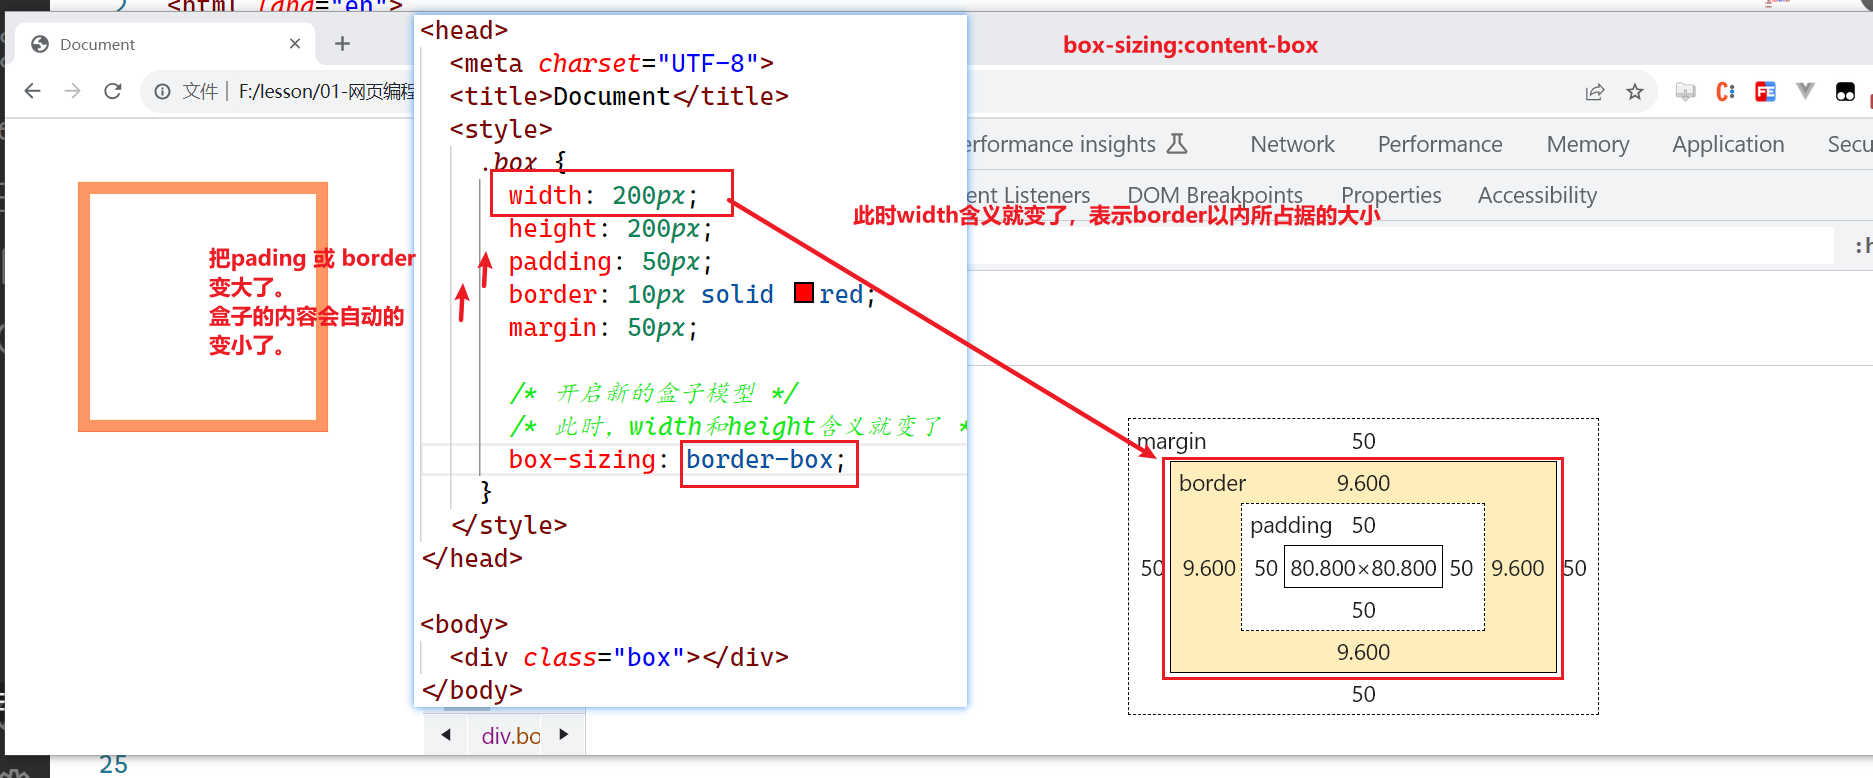 2 <html lang="en">
Document
box-sizing:content-box
文件 | F:/lesson/01-网页编程
<head>
<meta charset="UTF-8">
<title>Document</title>
<style>
.box {
width: 200px;
height: 200px;
padding: 50px;
border: 10px solid red;
margin: 50px;
/* 开启新的盒子模型 */
/* 此时，width和height含义就变了 *
box-sizing: border-box;
}
</style>
</head>
<body>
<div class="box"></div>
</body>
把pading 或 border
变大了。
盒子的内容会自动的
变小了。
erformance insights Network Performance Memory Application Secu
ent Listeners DOM Breakpoints Properties Accessibility
此时width含义就变了，表示border以内所占据的大小
:h
margin 50
border 9.600
padding 50
50 9.600 50 80.800×80.800 50 9.600 50
50
9.600
50
div.bo
25